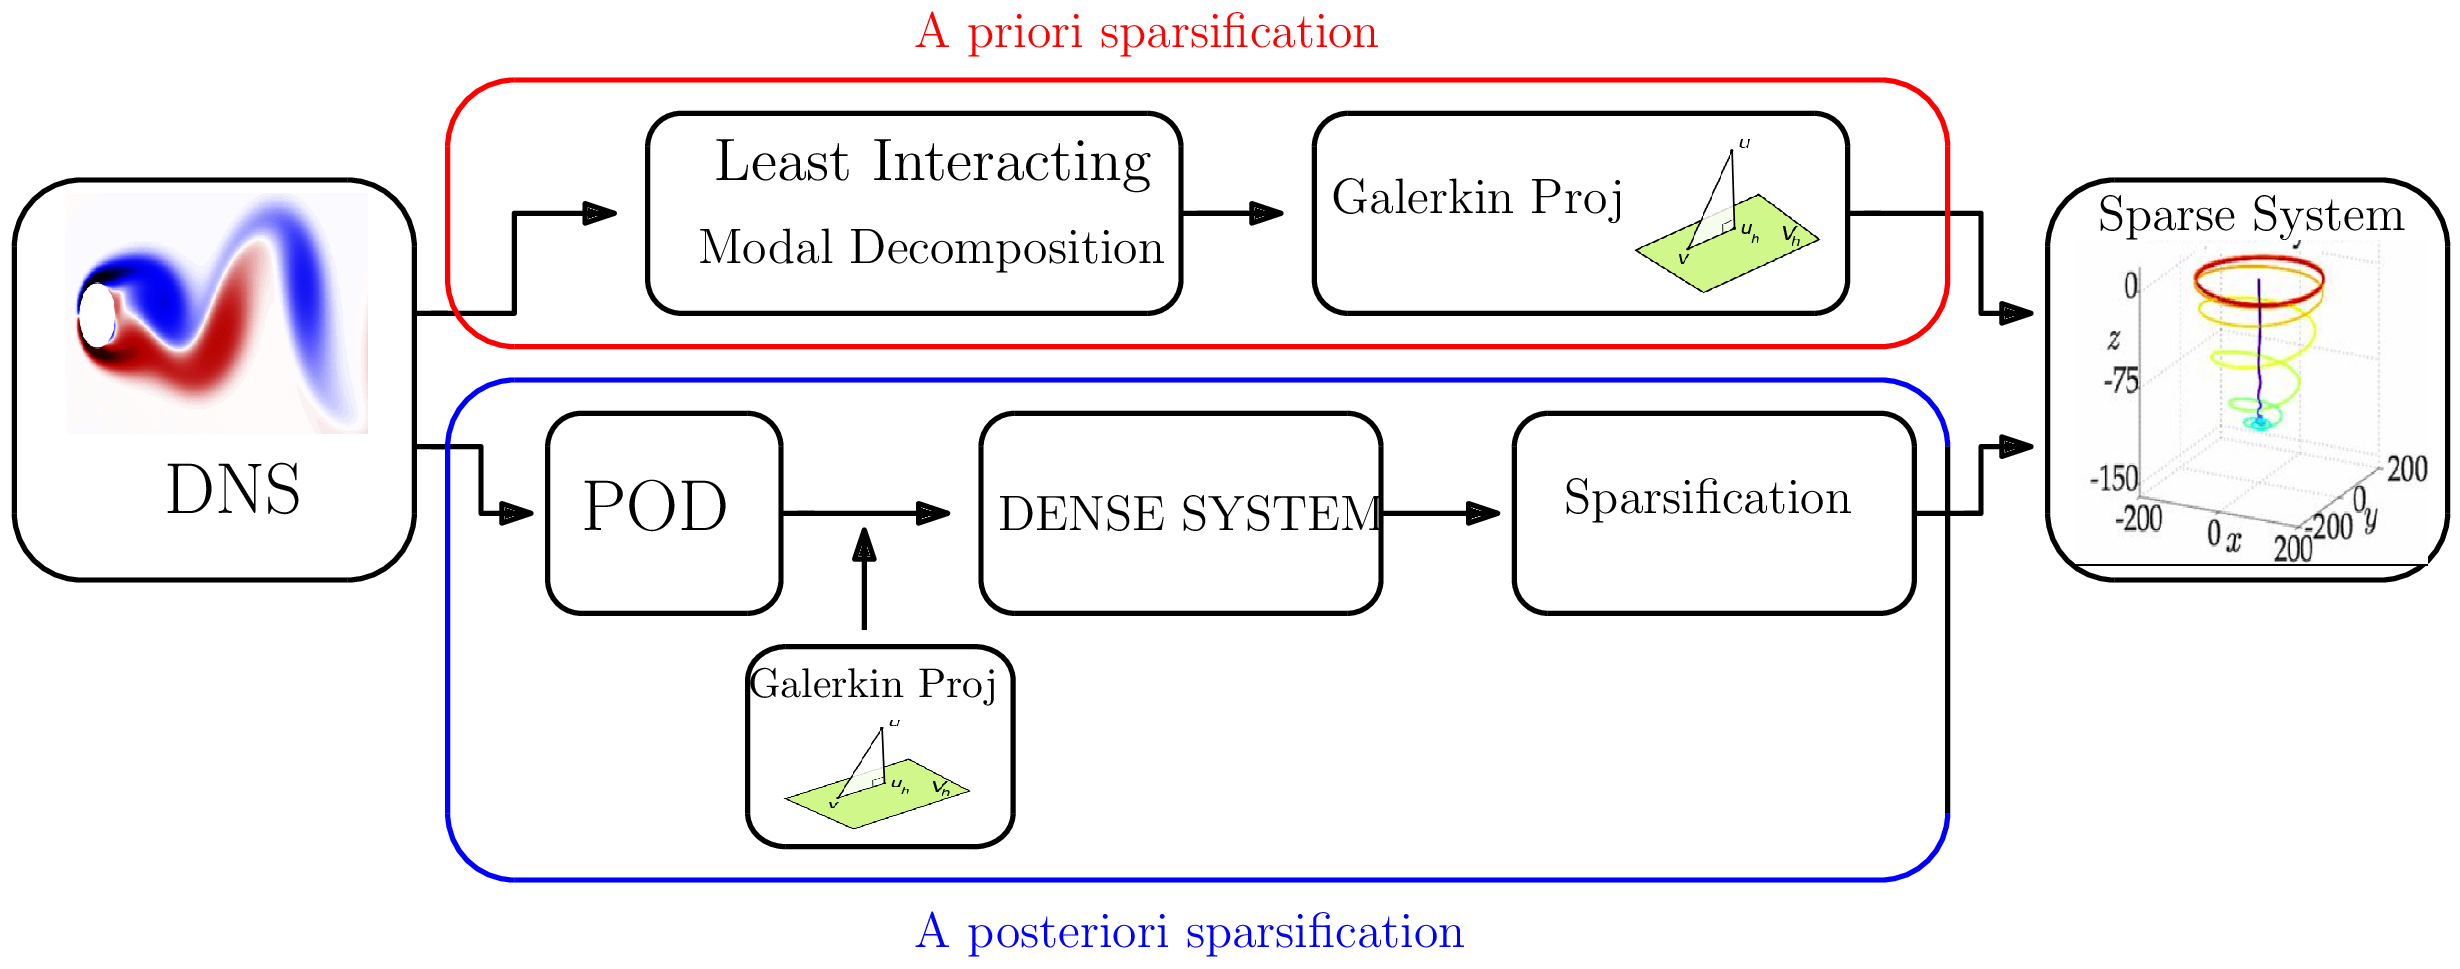 A priori sparsification
Least Interacting
Modal Decomposition
Galerkin Proj
u
u_h
V_h
v
DNS
POD
DENSE SYSTEM
Sparsification
Galerkin Proj
u
u_h
V_h
v
Sparse System
0
z
-75
-150
-200
0
x
200
-200
0
y
200
A posteriori sparsification